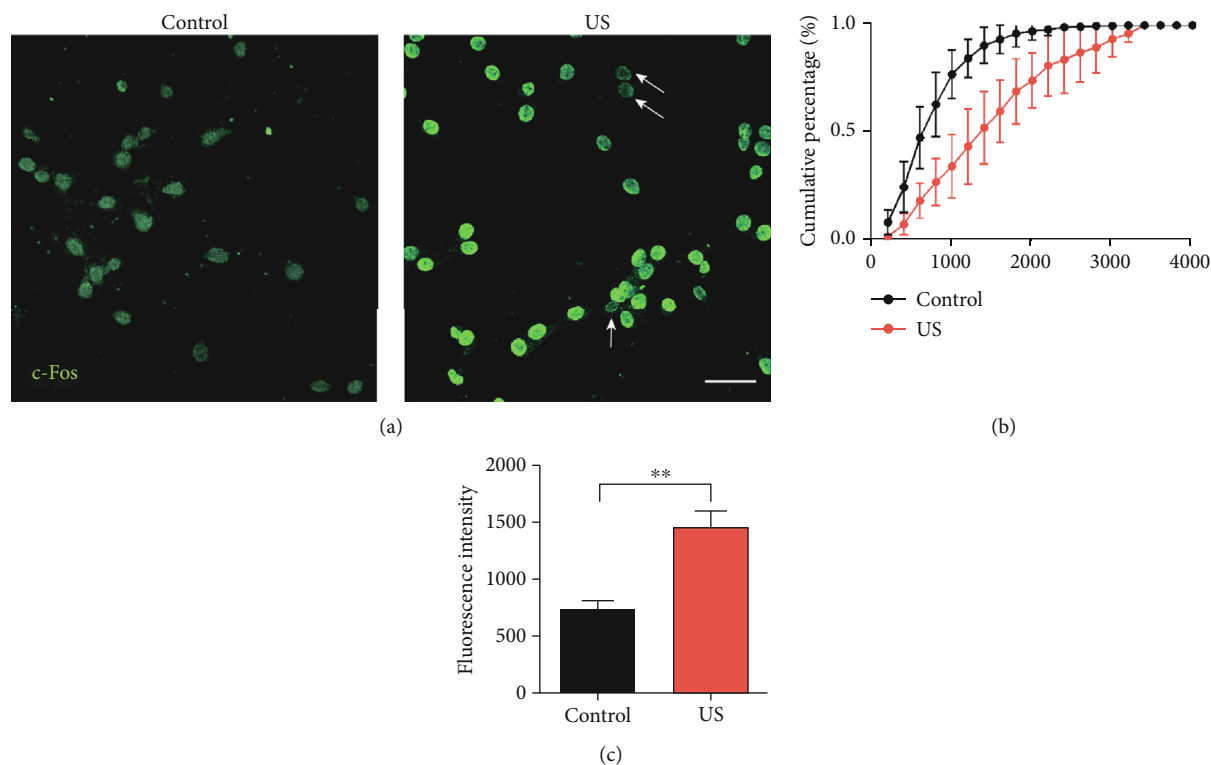 Control
US
c-Fos
(a)
Cumulative percentage (%)
1.0
0.5
0.0
0 1000 2000 3000 4000
Control
US
(b)
Fluorescence intensity
2000
1500
1000
500
0
**
Control US
(c)